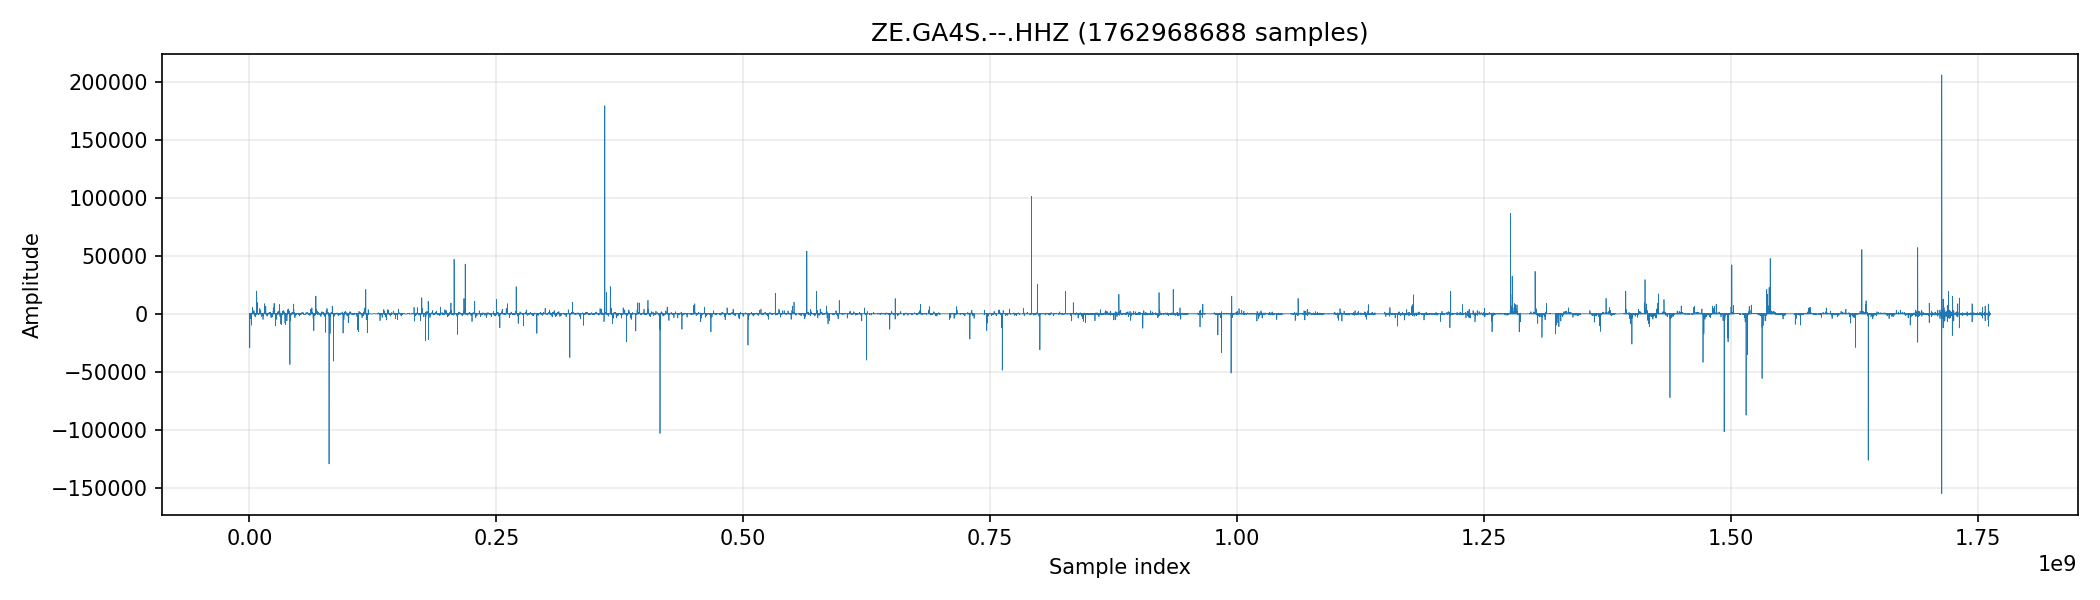 ZE.GA4S.--.HHZ (1762968688 samples)
Amplitude
200000
150000
100000
50000
0
−50000
−100000
−150000
0.00 0.25 0.50 0.75 1.00 1.25 1.50 1.75
1e9
Sample index